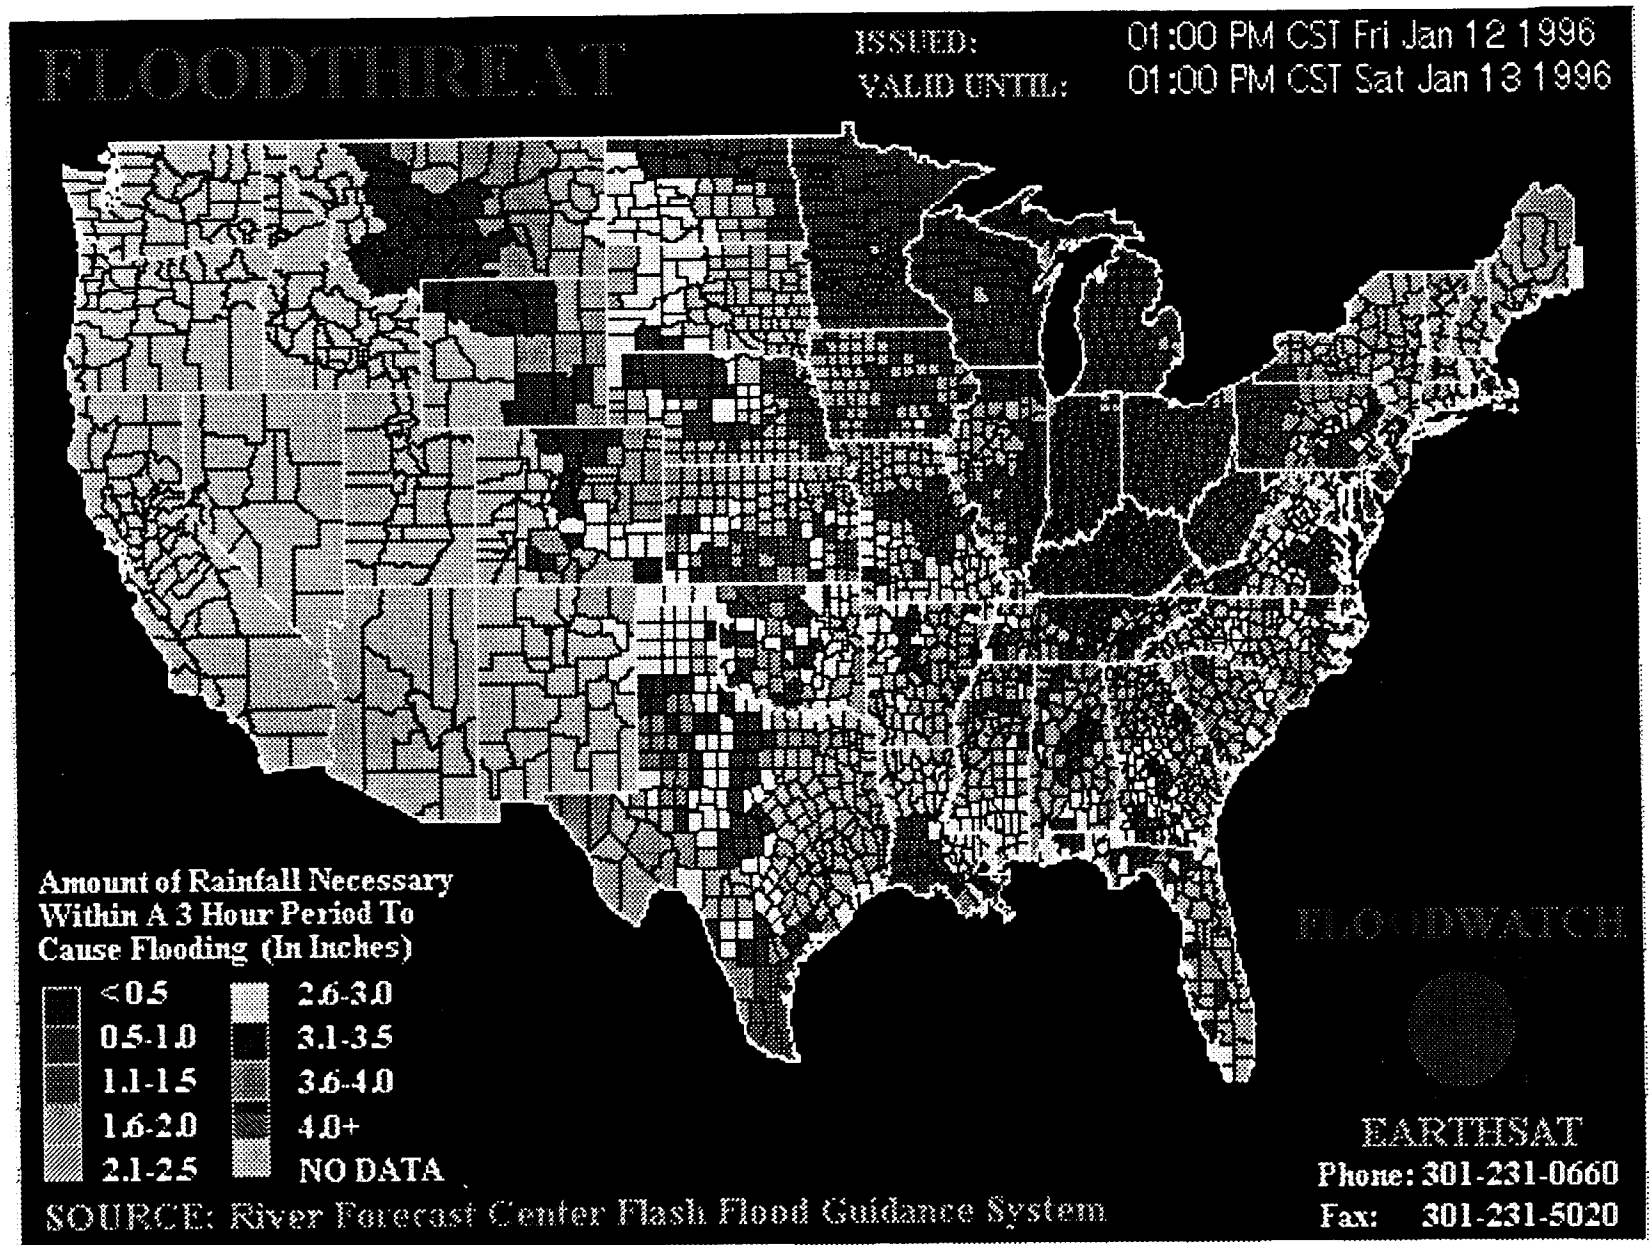 FLOODTHREAT
ISSUED: 01:00 PM CST Fri Jan 12 1996
VALID UNTIL: 01:00 PM CST Sat Jan 13 1996
Amount of Rainfall Necessary
Within A 3 Hour Period To
Cause Flooding (In Inches)
<0.5 2.6-3.0
0.5-1.0 3.1-3.5
1.1-1.5 3.6-4.0
1.6-2.0 4.0+
2.1-2.5 NO DATA
SOURCE: River Forecast Center Flash Flood Guidance System
FLOODWATCH
EARTHSAT
Phone: 301-231-0660
Fax: 301-231-5020